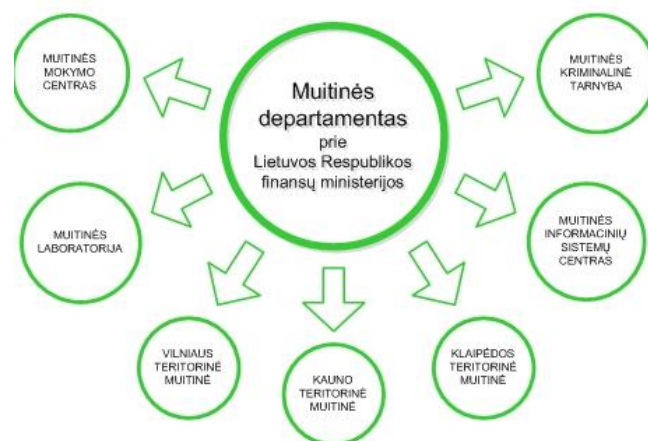 MUITINĖS
MOKYMO
CENTRAS
Muitinės
departamentas
prie
Lietuvos Respublikos
finansų ministerijos
MUITINĖS
KRIMINALINĖ
TARNYBA
MUITINĖS
LABORATORIJA
MUITINĖS
INFORMACINIŲ
SISTEMŲ
CENTRAS
VILNIAUS
TERITORINĖ
MUITINĖ
KAUNO
TERITORINĖ
MUITINĖ
KLAIPĖDOS
TERITORINĖ
MUITINĖ